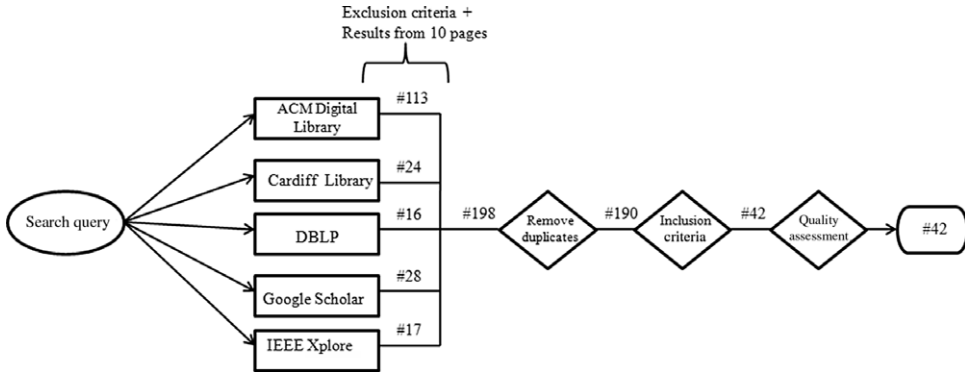 Exclusion criteria +
Results from 10 pages
Search query
ACM Digital
Library
#113
Cardiff Library
#24
DBLP
#16
Google Scholar
#28
IEEE Xplore
#17
#198
Remove
duplicates
#190
Inclusion
criteria
#42
Quality
assessment
#42